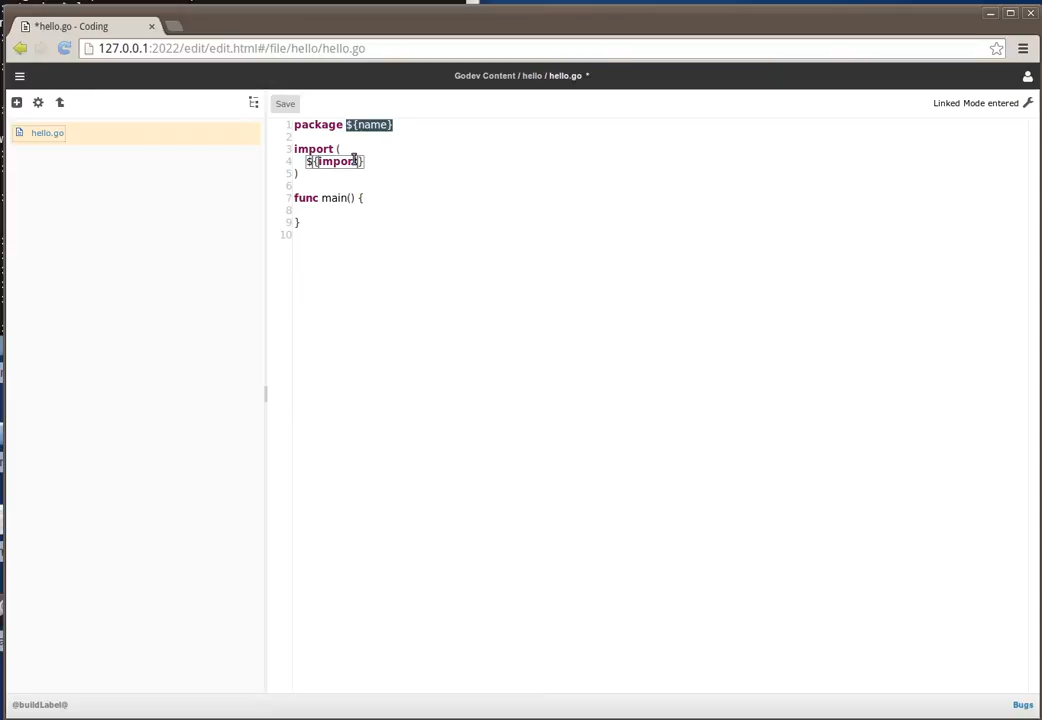 *hello.go - Coding
127.0.0.1:2022/edit/edit.html#/file/hello/hello.go
Godev Content / hello / hello.go *
Save
Linked Mode entered
hello.go
1 package ${name}
2
3 import (
4 ${import}
5 )
6
7 func main() {
8
9 }
10
@buildLabel@
Bugs